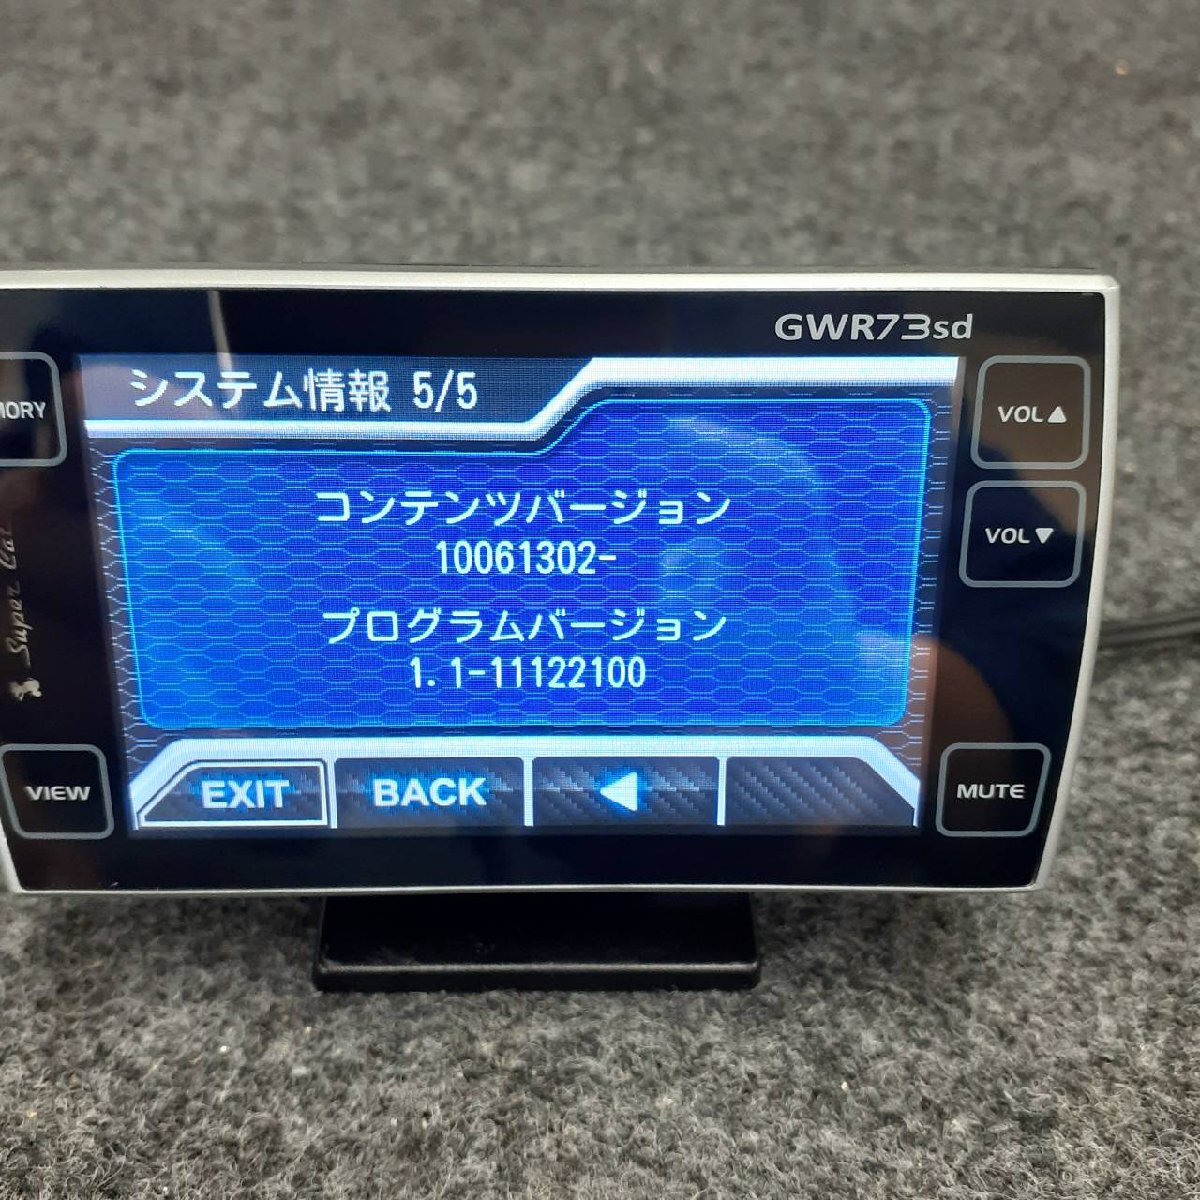 GWR73sd
システム情報 5/5
コンテンツバージョン
10061302-
プログラムバージョン
1.1-11122100
EXIT BACK
VOL▲
VOL▼
Super Cat
VIEW
MUTE